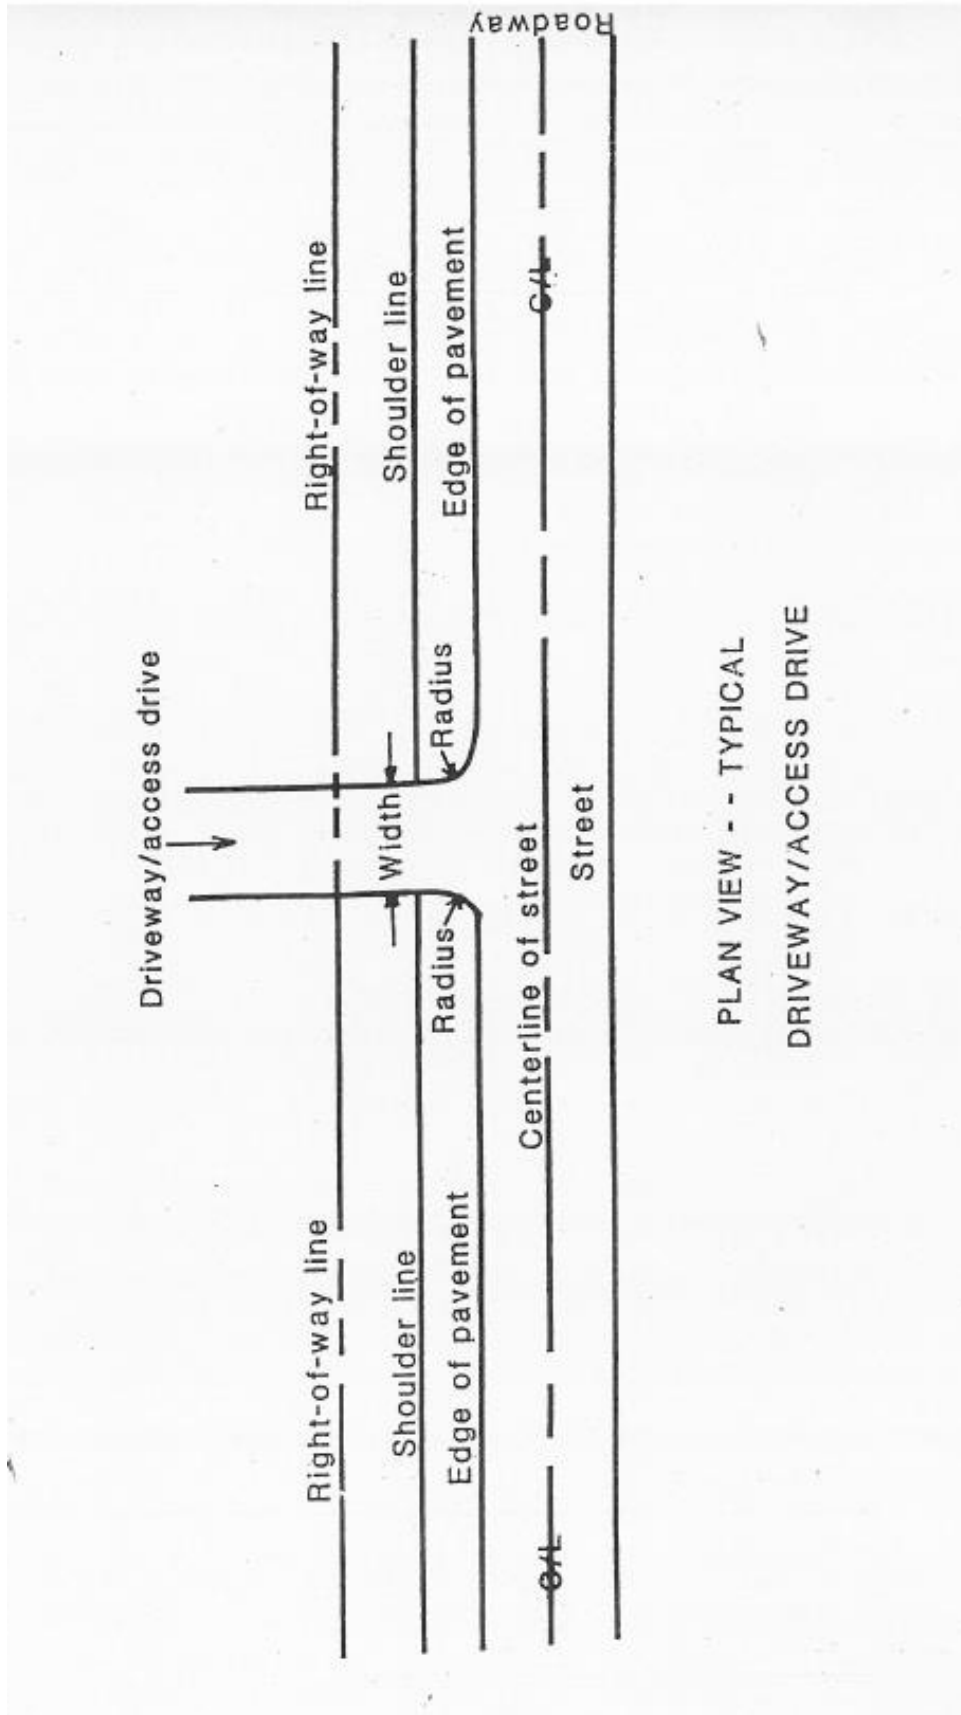 Driveway/access drive
Right-of-way line
Right-of-way line
Shoulder line
Width
Shoulder line
Radius
Radius
Edge of pavement
Edge of pavement
Roadway
Centerline of street
C/L
C/L
Street
PLAN VIEW - - TYPICAL
DRIVEWAY/ACCESS DRIVE